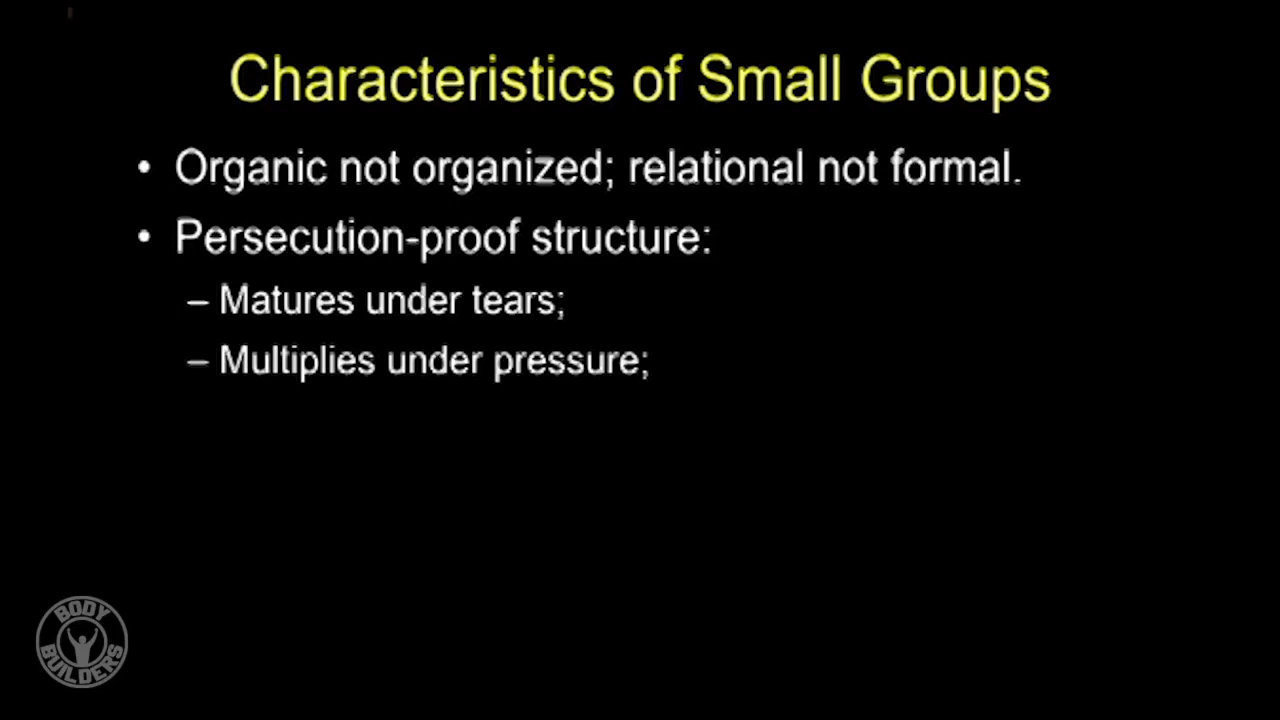 Characteristics of Small Groups
• Organic not organized; relational not formal.
• Persecution-proof structure:
– Matures under tears;
– Multiplies under pressure;
BODY
BUILDERS